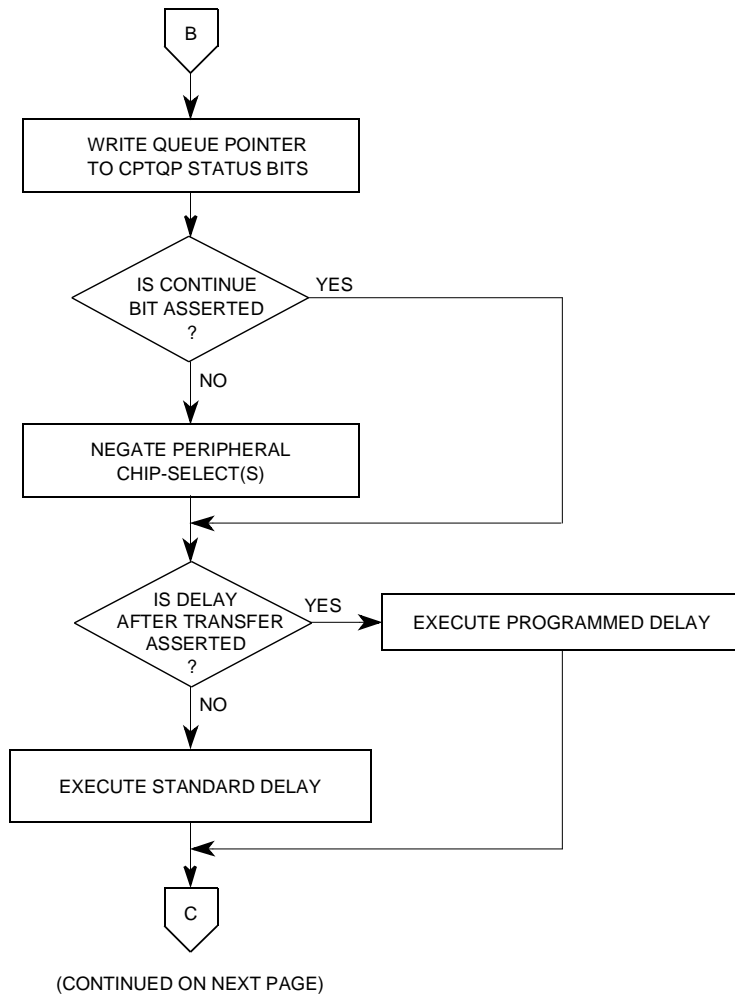 B
WRITE QUEUE POINTER
TO CPTQP STATUS BITS
IS CONTINUE
BIT ASSERTED
?
YES
NO
NEGATE PERIPHERAL
CHIP-SELECT(S)
IS DELAY
AFTER TRANSFER
ASSERTED
?
YES
EXECUTE PROGRAMMED DELAY
NO
EXECUTE STANDARD DELAY
C
(CONTINUED ON NEXT PAGE)